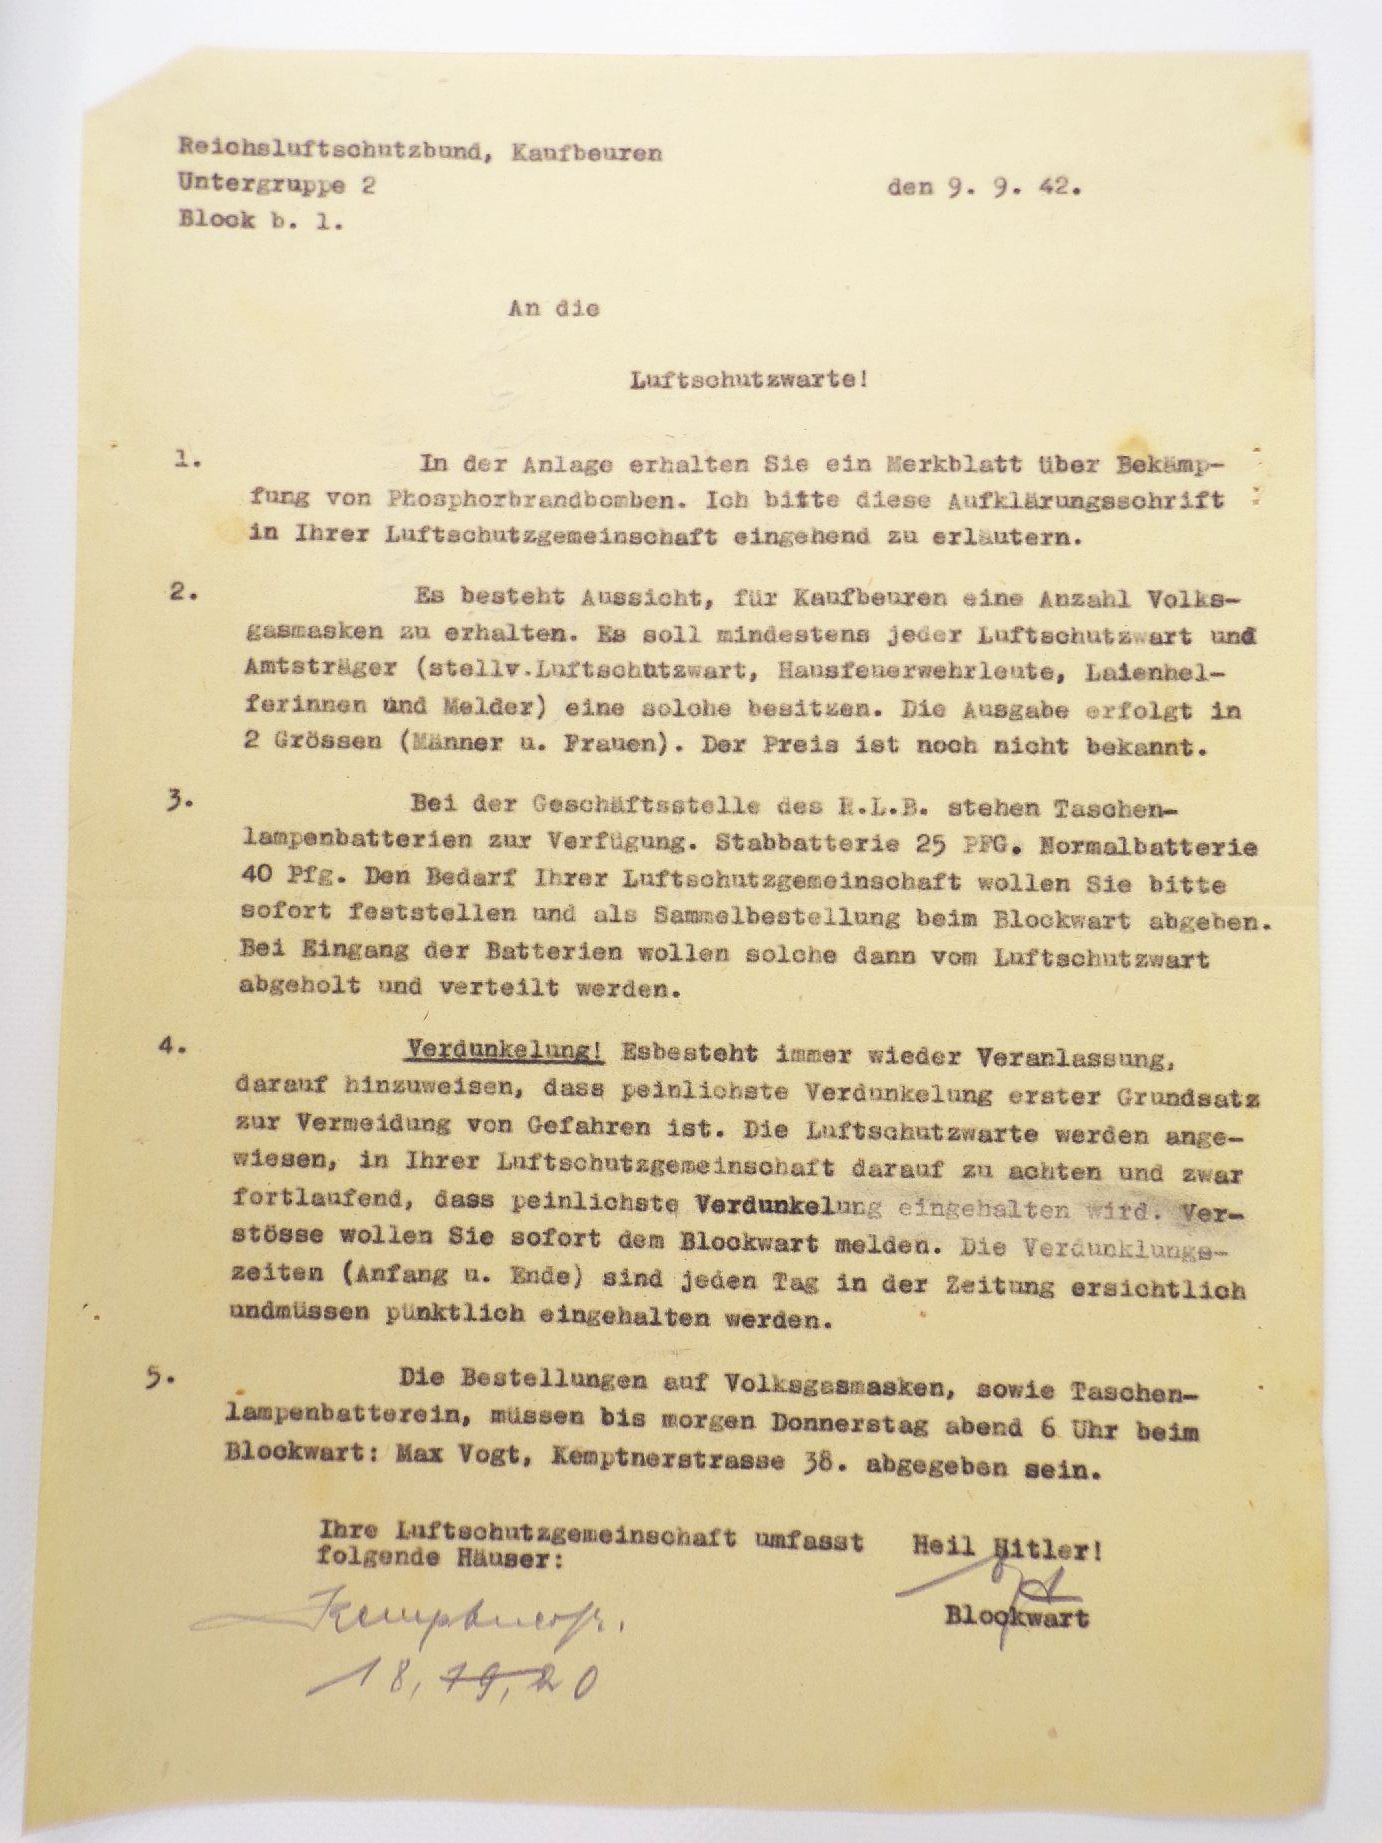 Reichsluftschutzbund, Kaufbeuren
Untergruppe 2
den 9. 9. 42.
Block b. 1.
An die
Luftschutzwarte!
1. In der Anlage erhalten Sie ein Merkblatt über Bekämp-
fung von Phosphorbrandbomben. Ich bitte diese Aufklärungsschrift
in Ihrer Luftschutzgemeinschaft eingehend zu erläutern.
2. Es besteht Aussicht, für Kaufbeuren eine Anzahl Volks-
gasmasken zu erhalten. Es soll mindestens jeder Luftschutzwart und
Amtsträger (stellv.Luftschutzwart, Hausfeuerwehrleute, Laienhel-
ferinnen und Melder) eine solche besitzen. Die Ausgabe erfolgt in
2 Grössen (Männer u. Frauen). Der Preis ist noch nicht bekannt.
3. Bei der Geschäftsstelle des R.L.B. stehen Taschen-
lampenbatterien zur Verfügung. Stabbatterie 25 PFG. Normalbatterie
40 Pfg. Den Bedarf Ihrer Luftschutzgemeinschaft wollen Sie bitte
sofort feststellen und als Sammelbestellung beim Blockwart abgeben.
Bei Eingang der Batterien wollen solche dann vom Luftschutzwart
abgeholt und verteilt werden.
4. Verdunkelung! Esbesteht immer wieder Veranlassung,
darauf hinzuweisen, dass peinlichste Verdunkelung erster Grundsatz
zur Vermeidung von Gefahren ist. Die Luftschutzwarte werden ange-
wiesen, in Ihrer Luftschutzgemeinschaft darauf zu achten und zwar
fortlaufend, dass peinlichste Verdunkelung eingehalten wird. Ver-
stösse wollen Sie sofort dem Blockwart melden. Die Verdunklungs-
zeiten (Anfang u. Ende) sind jeden Tag in der Zeitung ersichtlich
undmüssen pünktlich eingehalten werden.
5. Die Bestellungen auf Volksgasmasken, sowie Taschen-
lampenbatterein, müssen bis morgen Donnerstag abend 6 Uhr beim
Blockwart: Max Vogt, Kemptnerstrasse 38. abgegeben sein.
Ihre Luftschutzgemeinschaft umfasst
folgende Häuser:
Heil Hitler!
Blockwart
Kemptnerstr.
18, 19, 20